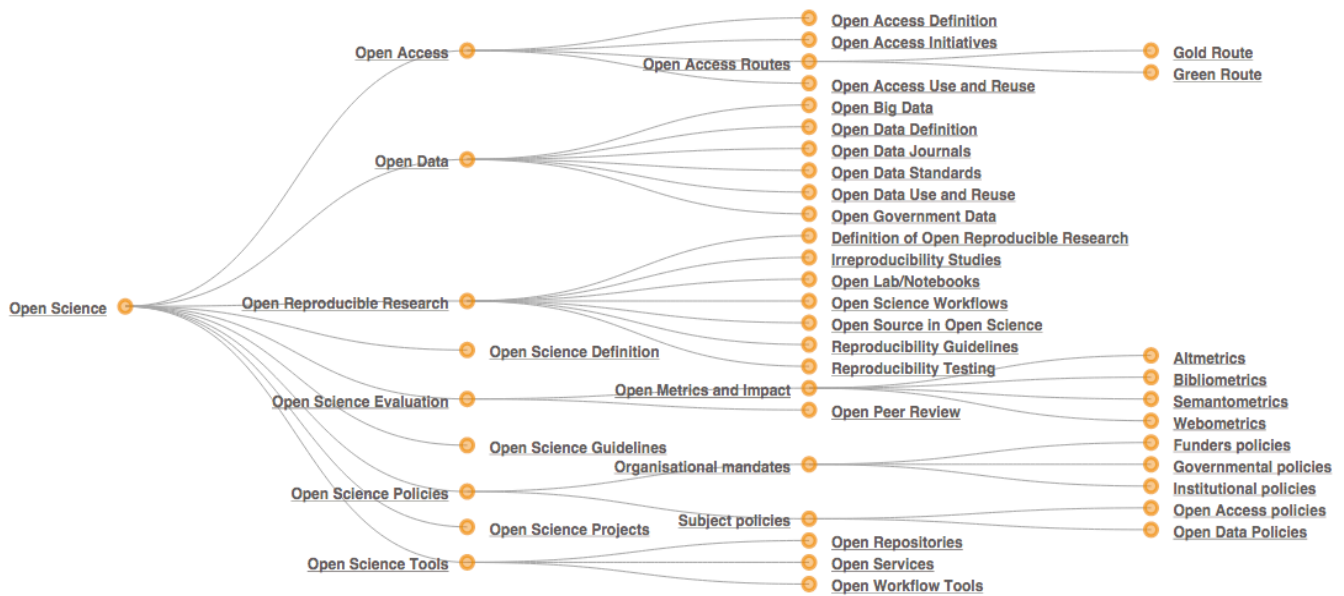 Open Science
Open Access
Open Access Definition
Open Access Initiatives
Open Access Routes
Gold Route
Green Route
Open Access Use and Reuse
Open Data
Open Big Data
Open Data Definition
Open Data Journals
Open Data Standards
Open Data Use and Reuse
Open Government Data
Open Reproducible Research
Definition of Open Reproducible Research
Irreproducibility Studies
Open Lab/Notebooks
Open Science Workflows
Open Source in Open Science
Reproducibility Guidelines
Reproducibility Testing
Open Science Definition
Open Science Evaluation
Open Metrics and Impact
Altmetrics
Bibliometrics
Semantometrics
Webometrics
Open Peer Review
Open Science Guidelines
Open Science Policies
Organisational mandates
Funders policies
Governmental policies
Institutional policies
Subject policies
Open Access policies
Open Data Policies
Open Science Projects
Open Science Tools
Open Repositories
Open Services
Open Workflow Tools